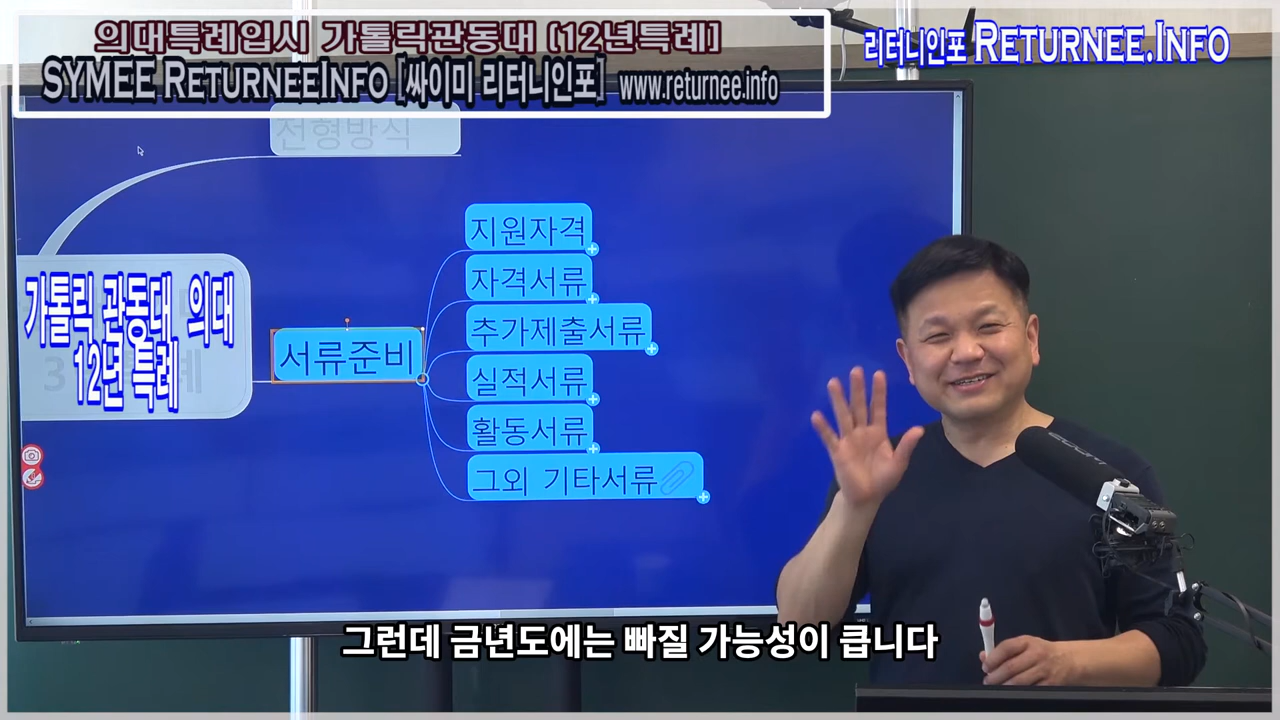 의대특례입시 가톨릭관동대 [12년특례]
SYMEE ReturneeInfo [싸이미 리터니인포] www.returnee.info
리터니인포 Returnee.Info
전형방식
가톨릭 관동대 의대
12년 특례
서류준비
지원자격
자격서류
추가제출서류
실적서류
활동서류
그외 기타서류
그런데 금년도에는 빠질 가능성이 큽니다